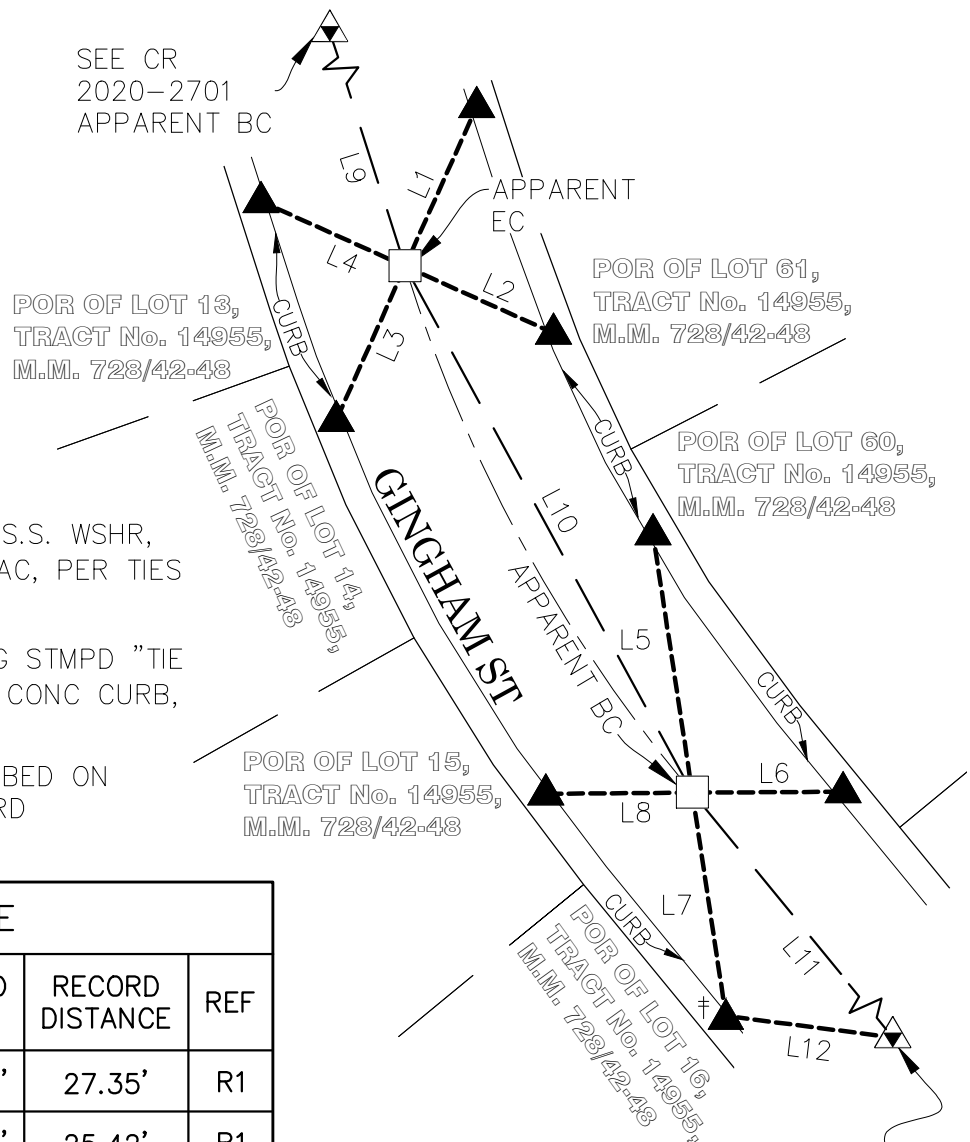 SEE CR
2020-2701
APPARENT BC
L9
L1
APPARENT
EC
L4
L2
L3
CURB
POR OF LOT 61,
TRACT No. 14955,
M.M. 728/42-48
POR OF LOT 13,
TRACT No. 14955,
M.M. 728/42-48
CURB
POR OF LOT 60,
TRACT No. 14955,
M.M. 728/42-48
POR OF LOT 14,
TRACT No. 14955,
M.M. 728/42-48
GINGHAM ST
L10
APPARENT BC
L5
S.S. WSHR,
AC, PER TIES
G STMPD "TIE
CONC CURB,
BED ON
RD
CURB
POR OF LOT 15,
TRACT No. 14955,
M.M. 728/42-48
L6
L8
L7
CURB
L11
‡
L12
POR OF LOT 16,
TRACT No. 14955,
M.M. 728/42-48
E
D
RECORD
DISTANCE
REF
' 27.35' R1
25.42' R1